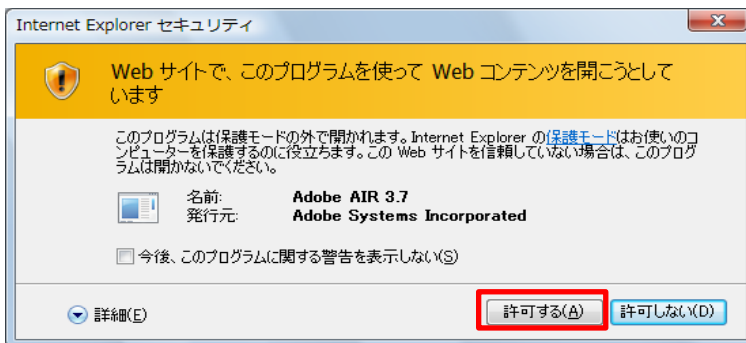 Internet Explorer セキュリティ
Web サイトで、このプログラムを使って Web コンテンツを開こうとして
います
このプログラムは保護モードの外で開かれます。Internet Explorer の保護モードはお使いのコ
ンピューターを保護するのに役立ちます。この Web サイトを信頼していない場合は、このプログ
ラムは開かないでください。
名前: Adobe AIR 3.7
発行元: Adobe Systems Incorporated
今後、このプログラムに関する警告を表示しない(S)
詳細(E) 許可する(A) 許可しない(D)